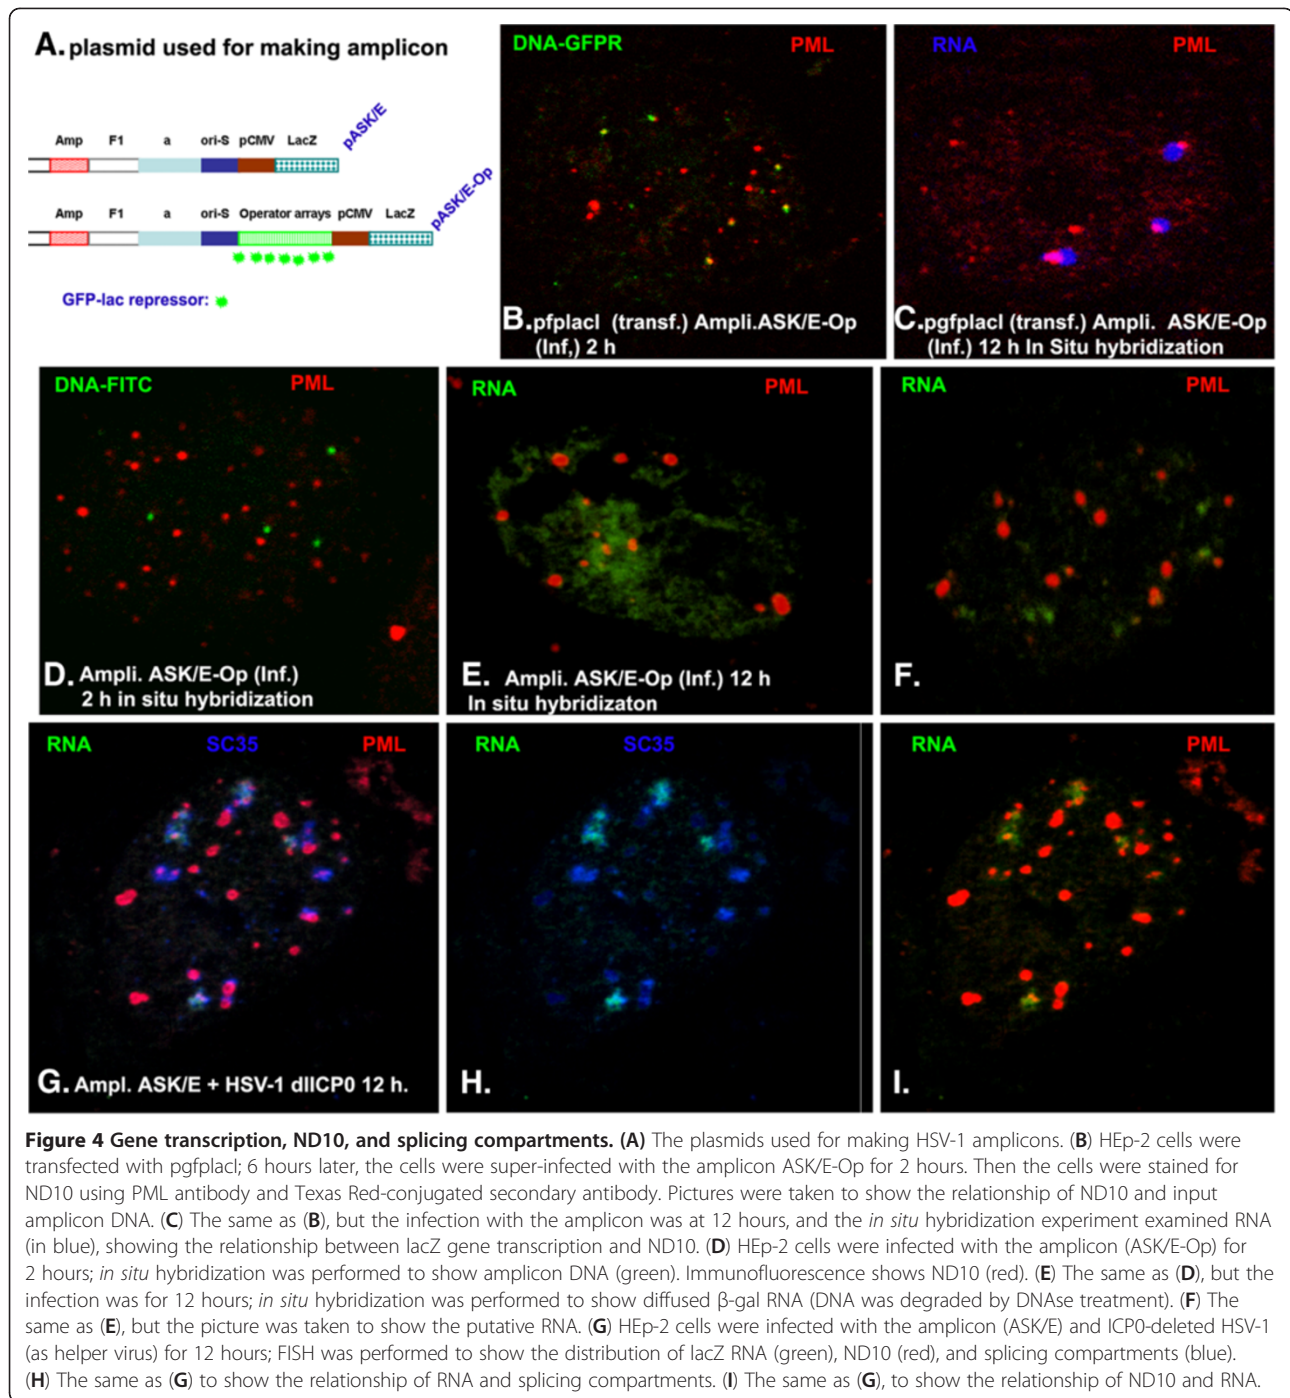 A. plasmid used for making amplicon
Amp F1 a ori-S pCMV LacZ
pASK/E
Amp F1 a ori-S Operator arrays pCMV LacZ
pASK/E-Op
GFP-lac repressor:
DNA-GFPR PML
B. pfplacI (transf.) Ampli.ASK/E-Op
(Inf,) 2 h
RNA PML
C. pgfplacI (transf.) Ampli. ASK/E-Op
(Inf.) 12 h In Situ hybridization
DNA-FITC PML
D. Ampli. ASK/E-Op (Inf.)
2 h in situ hybridization
RNA PML
E. Ampli. ASK/E-Op (Inf.) 12 h
In situ hybridizaton
RNA PML
F.
RNA SC35 PML
G. Ampl. ASK/E + HSV-1 dlICP0 12 h.
RNA SC35
H.
RNA PML
I.
Figure 4 Gene transcription, ND10, and splicing compartments. (A) The plasmids used for making HSV-1 amplicons. (B) HEp-2 cells were
transfected with pgfplacI; 6 hours later, the cells were super-infected with the amplicon ASK/E-Op for 2 hours. Then the cells were stained for
ND10 using PML antibody and Texas Red-conjugated secondary antibody. Pictures were taken to show the relationship of ND10 and input
amplicon DNA. (C) The same as (B), but the infection with the amplicon was at 12 hours, and the in situ hybridization experiment examined RNA
(in blue), showing the relationship between lacZ gene transcription and ND10. (D) HEp-2 cells were infected with the amplicon (ASK/E-Op) for
2 hours; in situ hybridization was performed to show amplicon DNA (green). Immunofluorescence shows ND10 (red). (E) The same as (D), but the
infection was for 12 hours; in situ hybridization was performed to show diffused β-gal RNA (DNA was degraded by DNAse treatment). (F) The
same as (E), but the picture was taken to show the putative RNA. (G) HEp-2 cells were infected with the amplicon (ASK/E) and ICP0-deleted HSV-1
(as helper virus) for 12 hours; FISH was performed to show the distribution of lacZ RNA (green), ND10 (red), and splicing compartments (blue).
(H) The same as (G) to show the relationship of RNA and splicing compartments. (I) The same as (G), to show the relationship of ND10 and RNA.